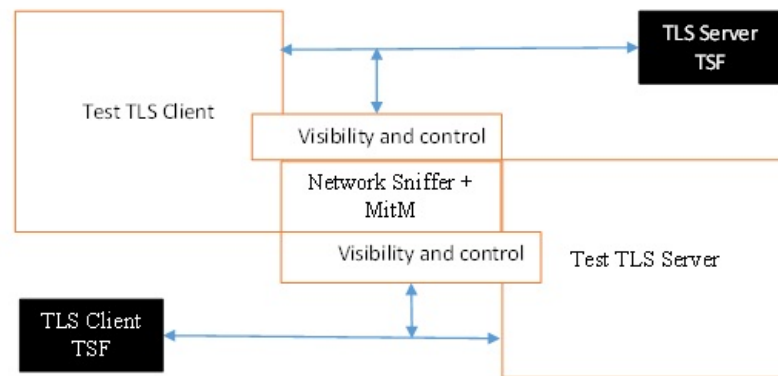 TLS Server
TSF
Test TLS Client
Visibility and control
Network Sniffer +
MitM
Visibility and control
Test TLS Server
TLS Client
TSF